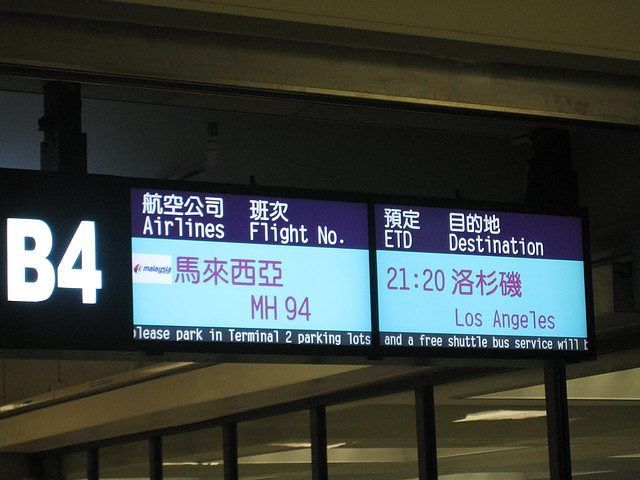 B4
航空公司 班次
Airlines Flight No.
malaysia 馬來西亞
MH 94
lease park in Terminal 2 parking lots
預定 目的地
ETD Destination
21:20 洛杉磯
Los Angeles
and a free shuttle bus service will b